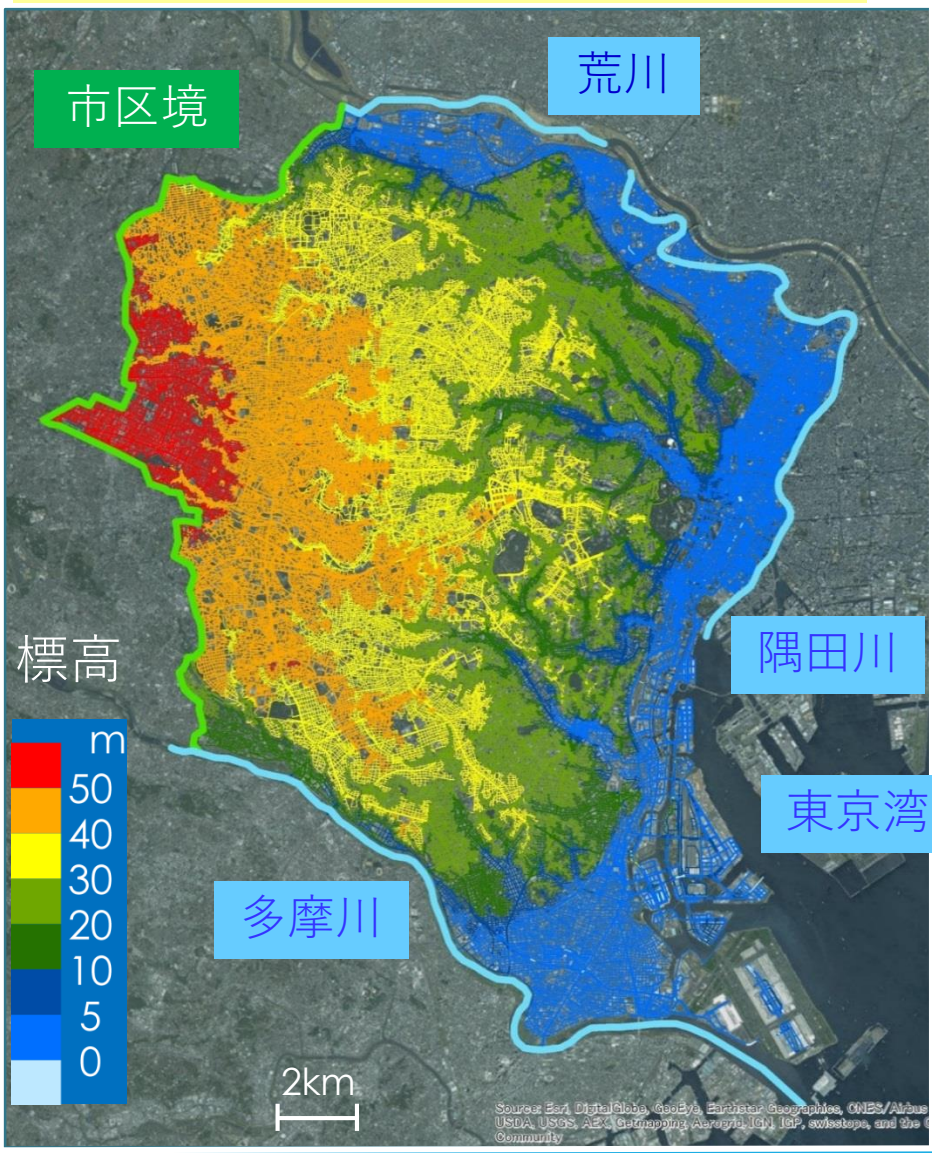 荒川
市区境
隅田川
標高
m
50
40
30
20
10
5
0
東京湾
多摩川
2km
Source: Esri, DigitalGlobe, GeoEye, Earthstar Geographics, CNES/Airbus
USDA, USGS, AEX, Getmapping, Aerogrid, IGN, IGP, swisstopo, and the G
Community